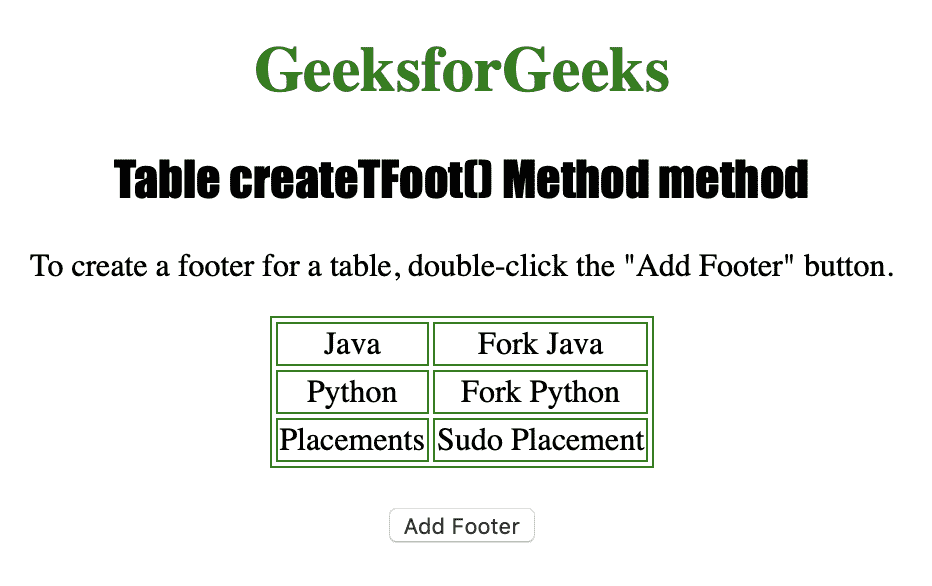 GeeksforGeeks
Table createTFoot() Method method
To create a footer for a table, double-click the "Add Footer" button.
Java Fork Java
Python Fork Python
Placements Sudo Placement
Add Footer